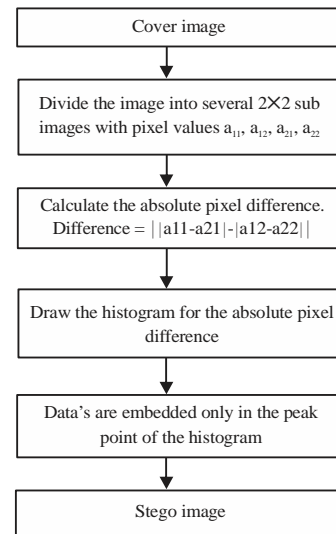 Cover image
Divide the image into several 2×2 sub
images with pixel values a₁₁, a₁₂, a₂₁, a₂₂
Calculate the absolute pixel difference.
Difference = ||a11-a21|-|a12-a22||
Draw the histogram for the absolute pixel
difference
Data's are embedded only in the peak
point of the histogram
Stego image